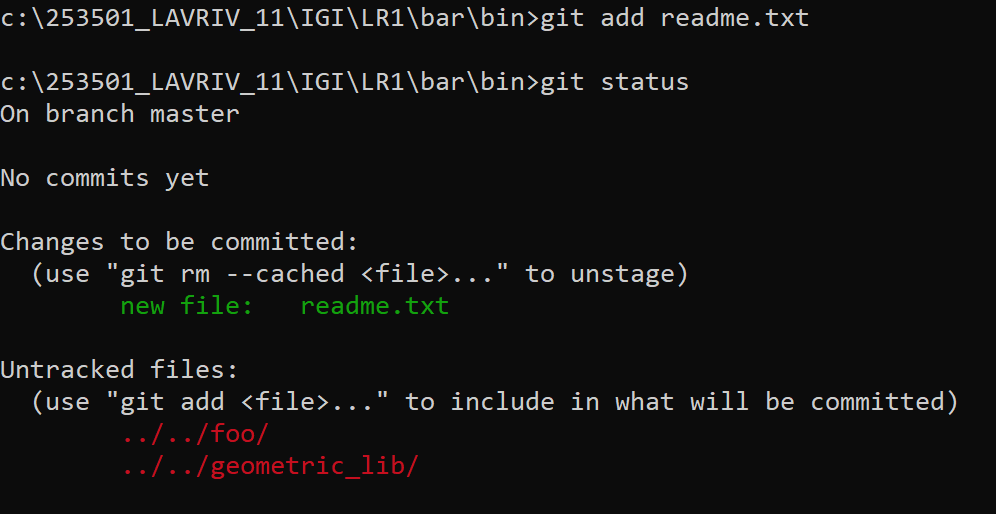 c:\253501_LAVRIV_11\IGI\LR1\bar\bin>git add readme.txt
c:\253501_LAVRIV_11\IGI\LR1\bar\bin>git status
On branch master
No commits yet
Changes to be committed:
  (use "git rm --cached <file>..." to unstage)
        new file:   readme.txt
Untracked files:
  (use "git add <file>..." to include in what will be committed)
        ../../foo/
        ../../geometric_lib/